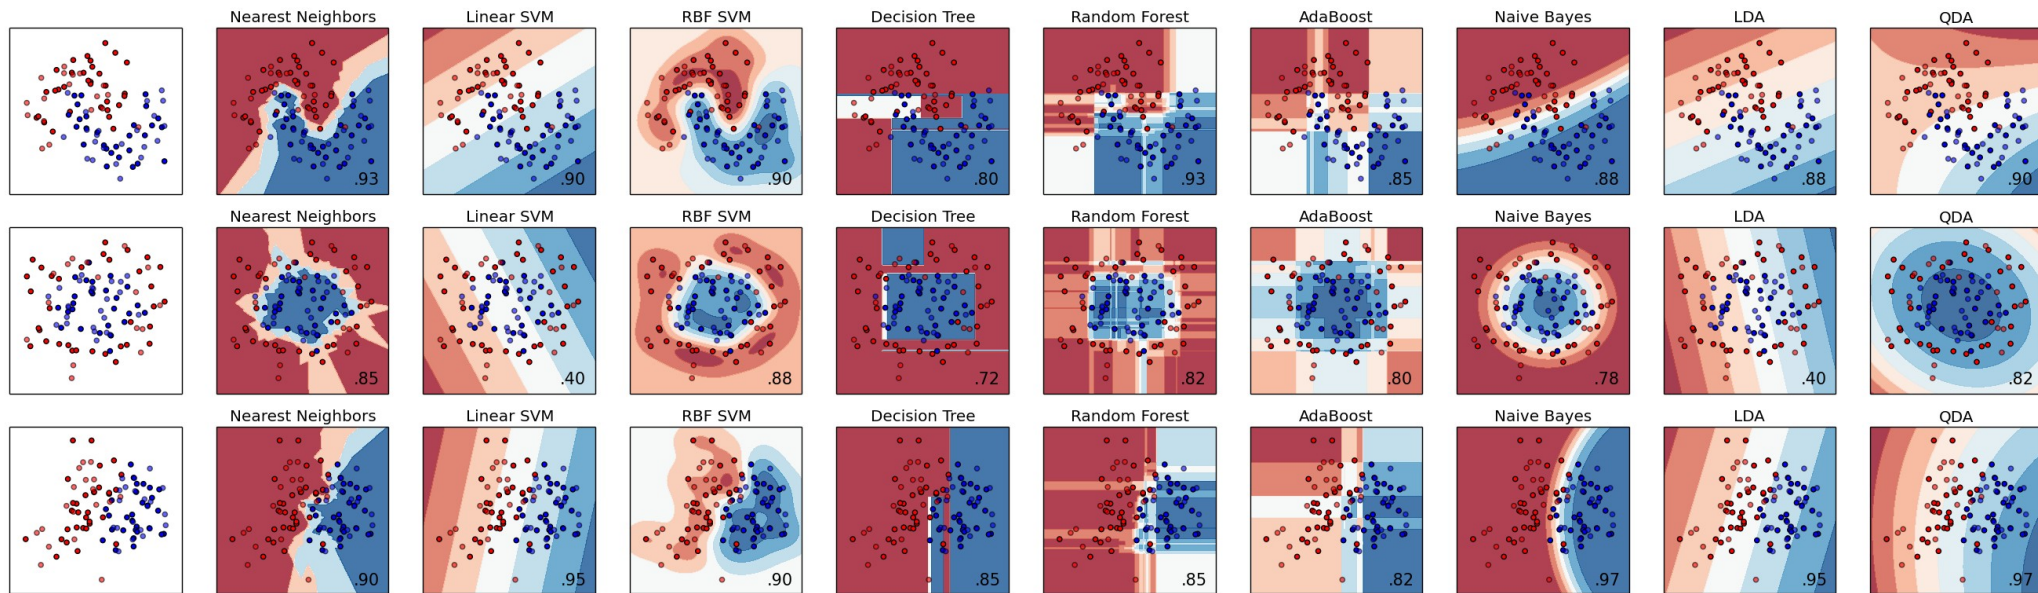 Nearest Neighbors Linear SVM RBF SVM Decision Tree Random Forest AdaBoost Naive Bayes LDA QDA
.93 .90 .90 .80 .93 .85 .88 .88 .90
Nearest Neighbors Linear SVM RBF SVM Decision Tree Random Forest AdaBoost Naive Bayes LDA QDA
.85 .40 .88 .72 .82 .80 .78 .40 .82
Nearest Neighbors Linear SVM RBF SVM Decision Tree Random Forest AdaBoost Naive Bayes LDA QDA
.90 .95 .90 .85 .85 .82 .97 .95 .97